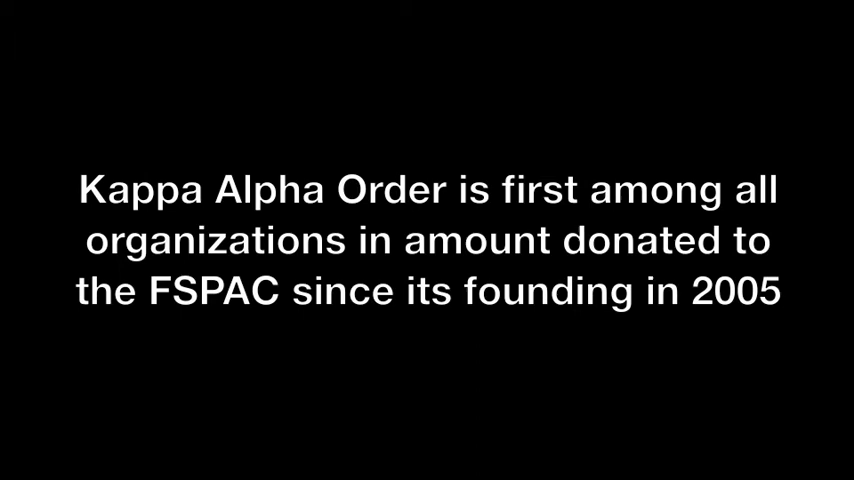 Kappa Alpha Order is first among all
organizations in amount donated to
the FSPAC since its founding in 2005